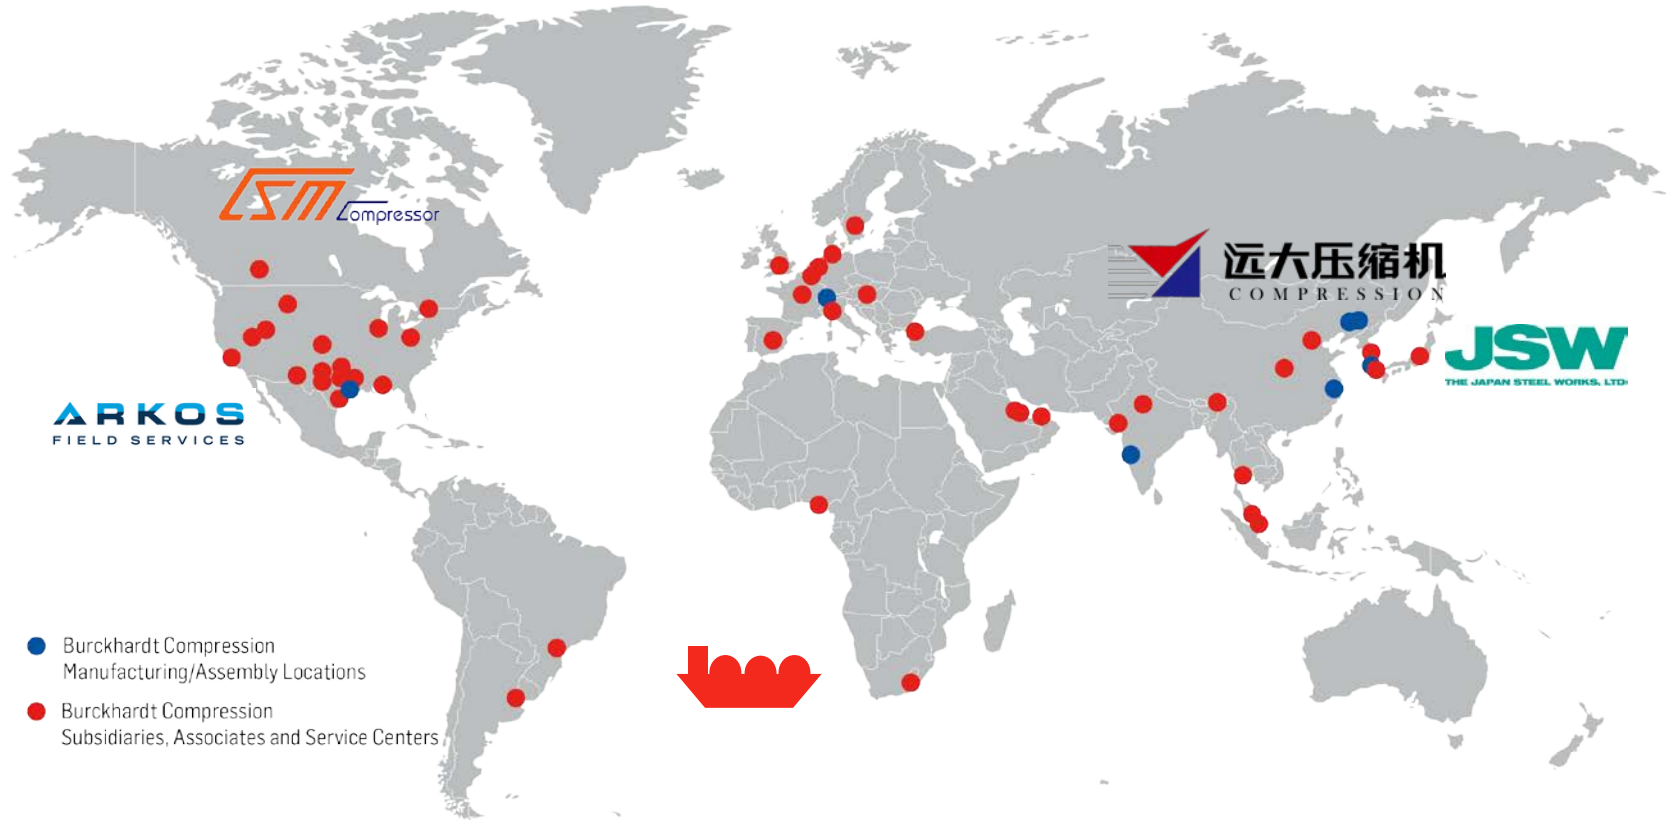 CSM Compressor
远大压缩机
COMPRESSION
JSW
THE JAPAN STEEL WORKS, LTD.
ARKOS
FIELD SERVICES
Burckhardt Compression
Manufacturing/Assembly Locations
Burckhardt Compression
Subsidiaries, Associates and Service Centers